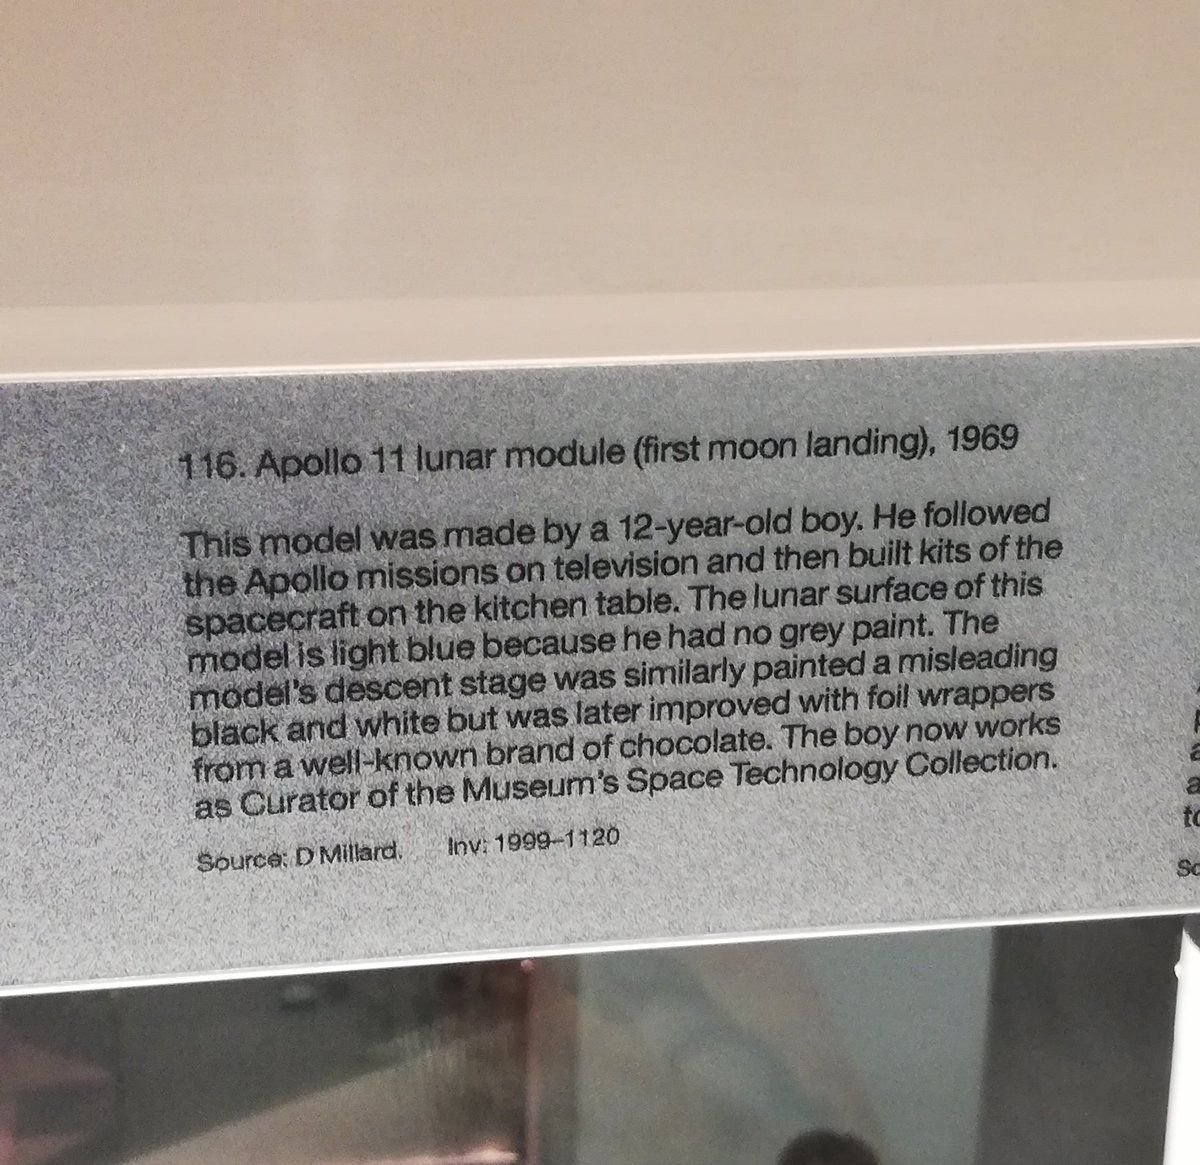 116. Apollo 11 lunar module (first moon landing), 1969
This model was made by a 12-year-old boy. He followed
the Apollo missions on television and then built kits of the
spacecraft on the kitchen table. The lunar surface of this
model is light blue because he had no grey paint. The
model's descent stage was similarly painted a misleading
black and white but was later improved with foil wrappers
from a well-known brand of chocolate. The boy now works
as Curator of the Museum's Space Technology Collection.
Source: D Millard. Inv: 1999–1120